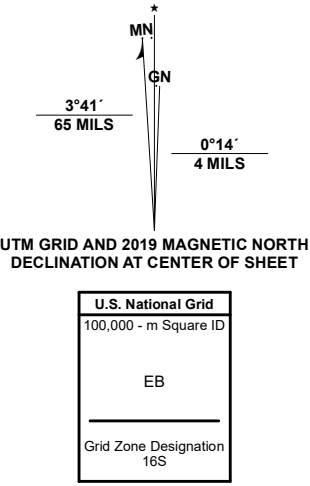 MN
GN
3°41´
65 MILS
0°14´
4 MILS
UTM GRID AND 2019 MAGNETIC NORTH
DECLINATION AT CENTER OF SHEET
U.S. National Grid
100,000 - m Square ID
EB
Grid Zone Designation
16S